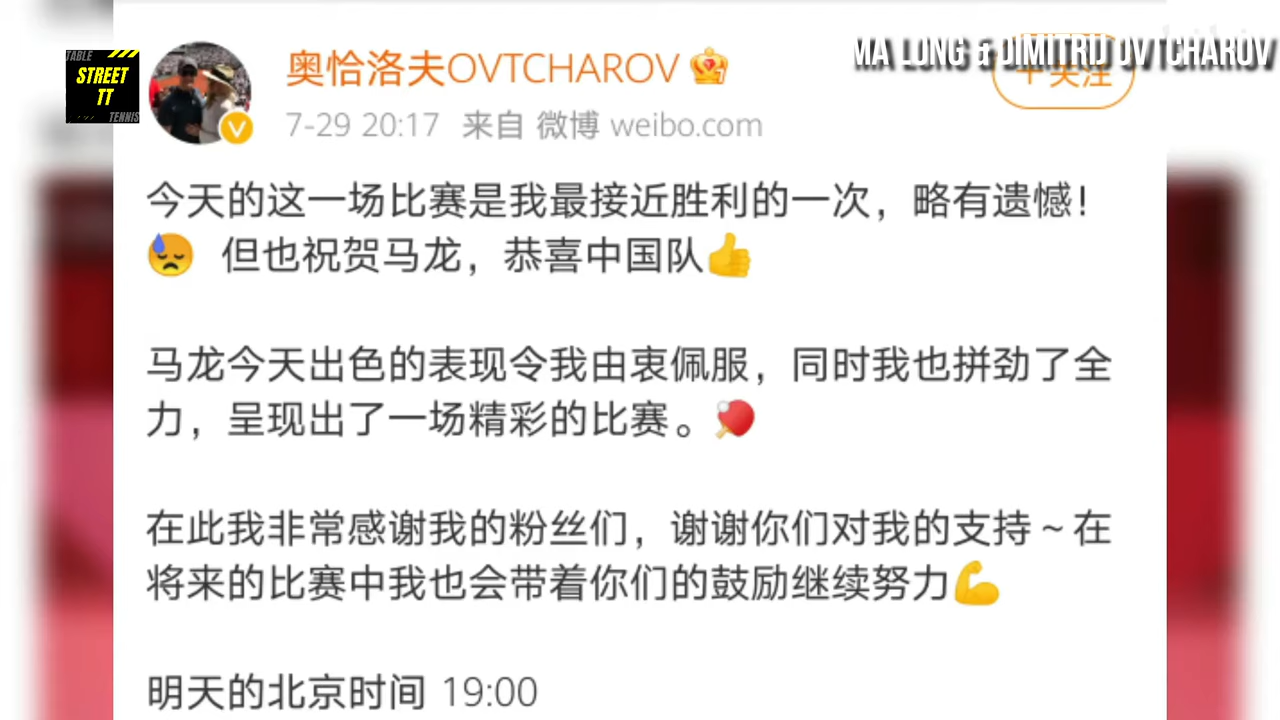 TABLE
STREET
TT
TENNIS
MA LONG & DIMITRIJ OVTCHAROV
奥恰洛夫OVTCHAROV
+关注
7-29 20:17 来自 微博 weibo.com
今天的这一场比赛是我最接近胜利的一次，略有遗憾！
😓 但也祝贺马龙，恭喜中国队👍
马龙今天出色的表现令我由衷佩服，同时我也拼劲了全
力，呈现出了一场精彩的比赛。🏓
在此我非常感谢我的粉丝们，谢谢你们对我的支持～在
将来的比赛中我也会带着你们的鼓励继续努力💪
明天的北京时间 19:00